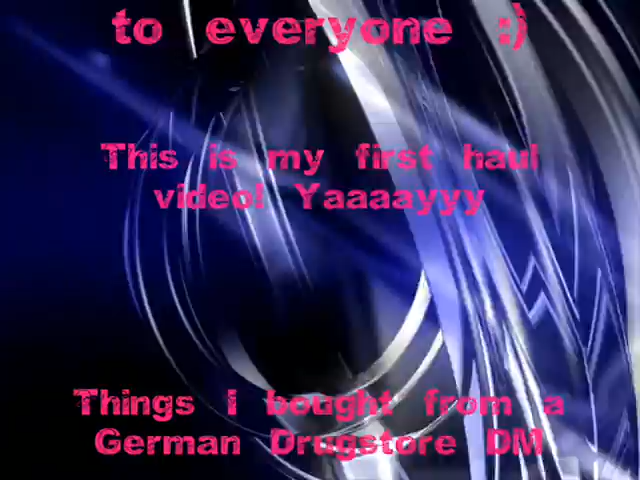 to everyone :)
This is my first haul
video! Yaaaayyy
Things I bought from a
German Drugstore DM